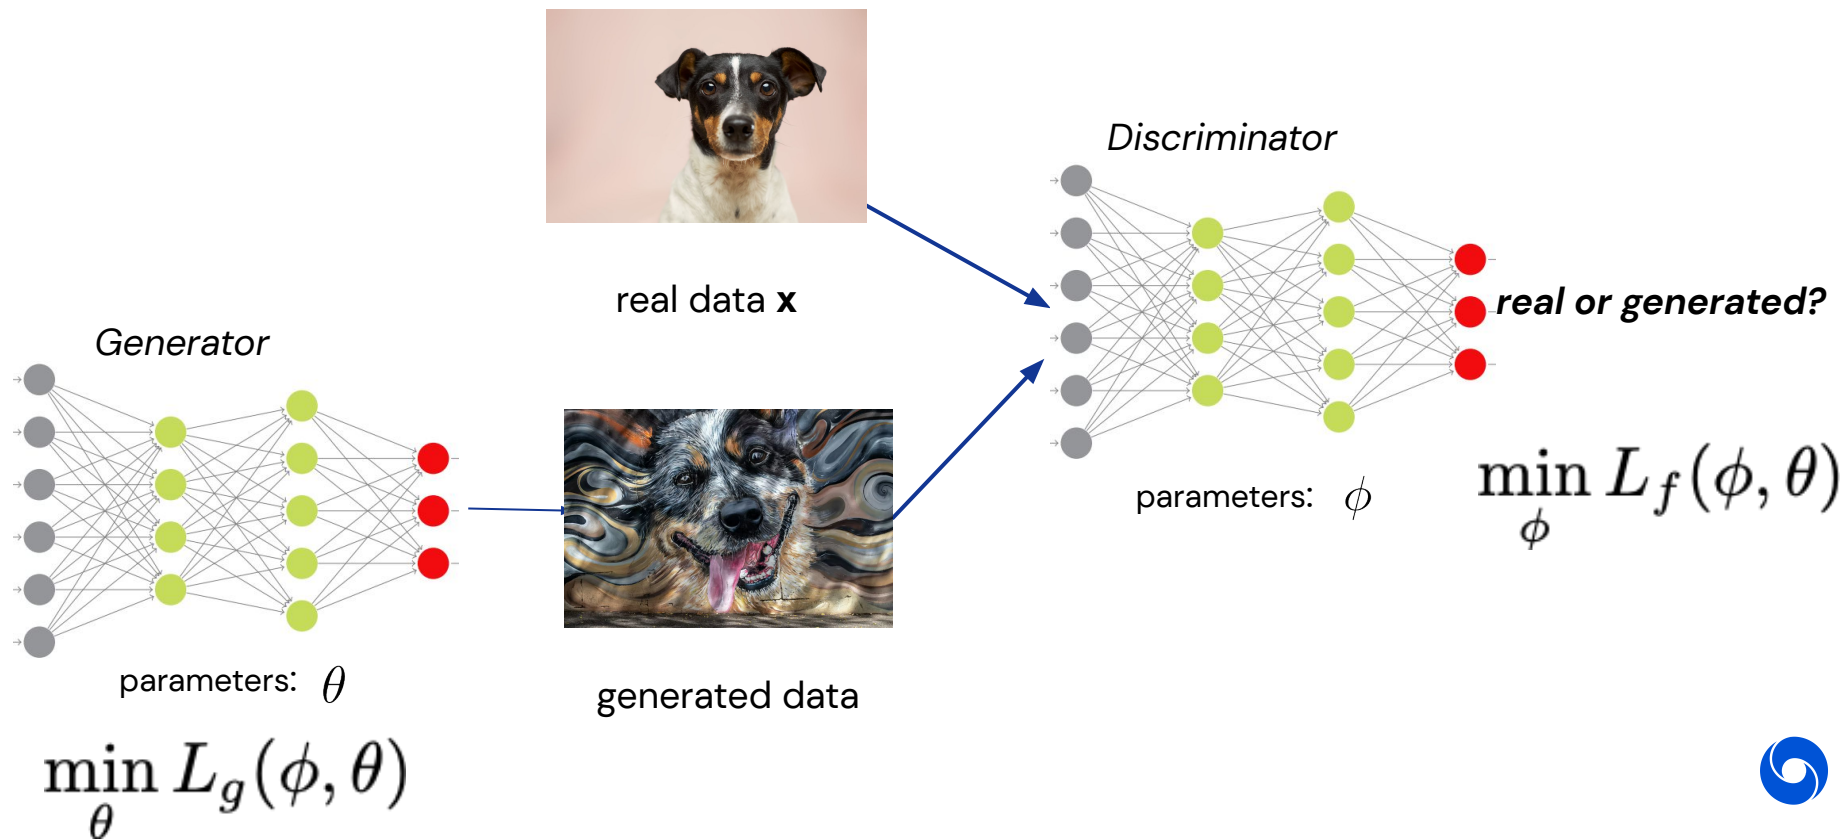 Discriminator
real data x
real or generated?
Generator
parameters: ϕ
min L_f(ϕ, θ)
ϕ
parameters: θ
generated data
min L_g(ϕ, θ)
θ